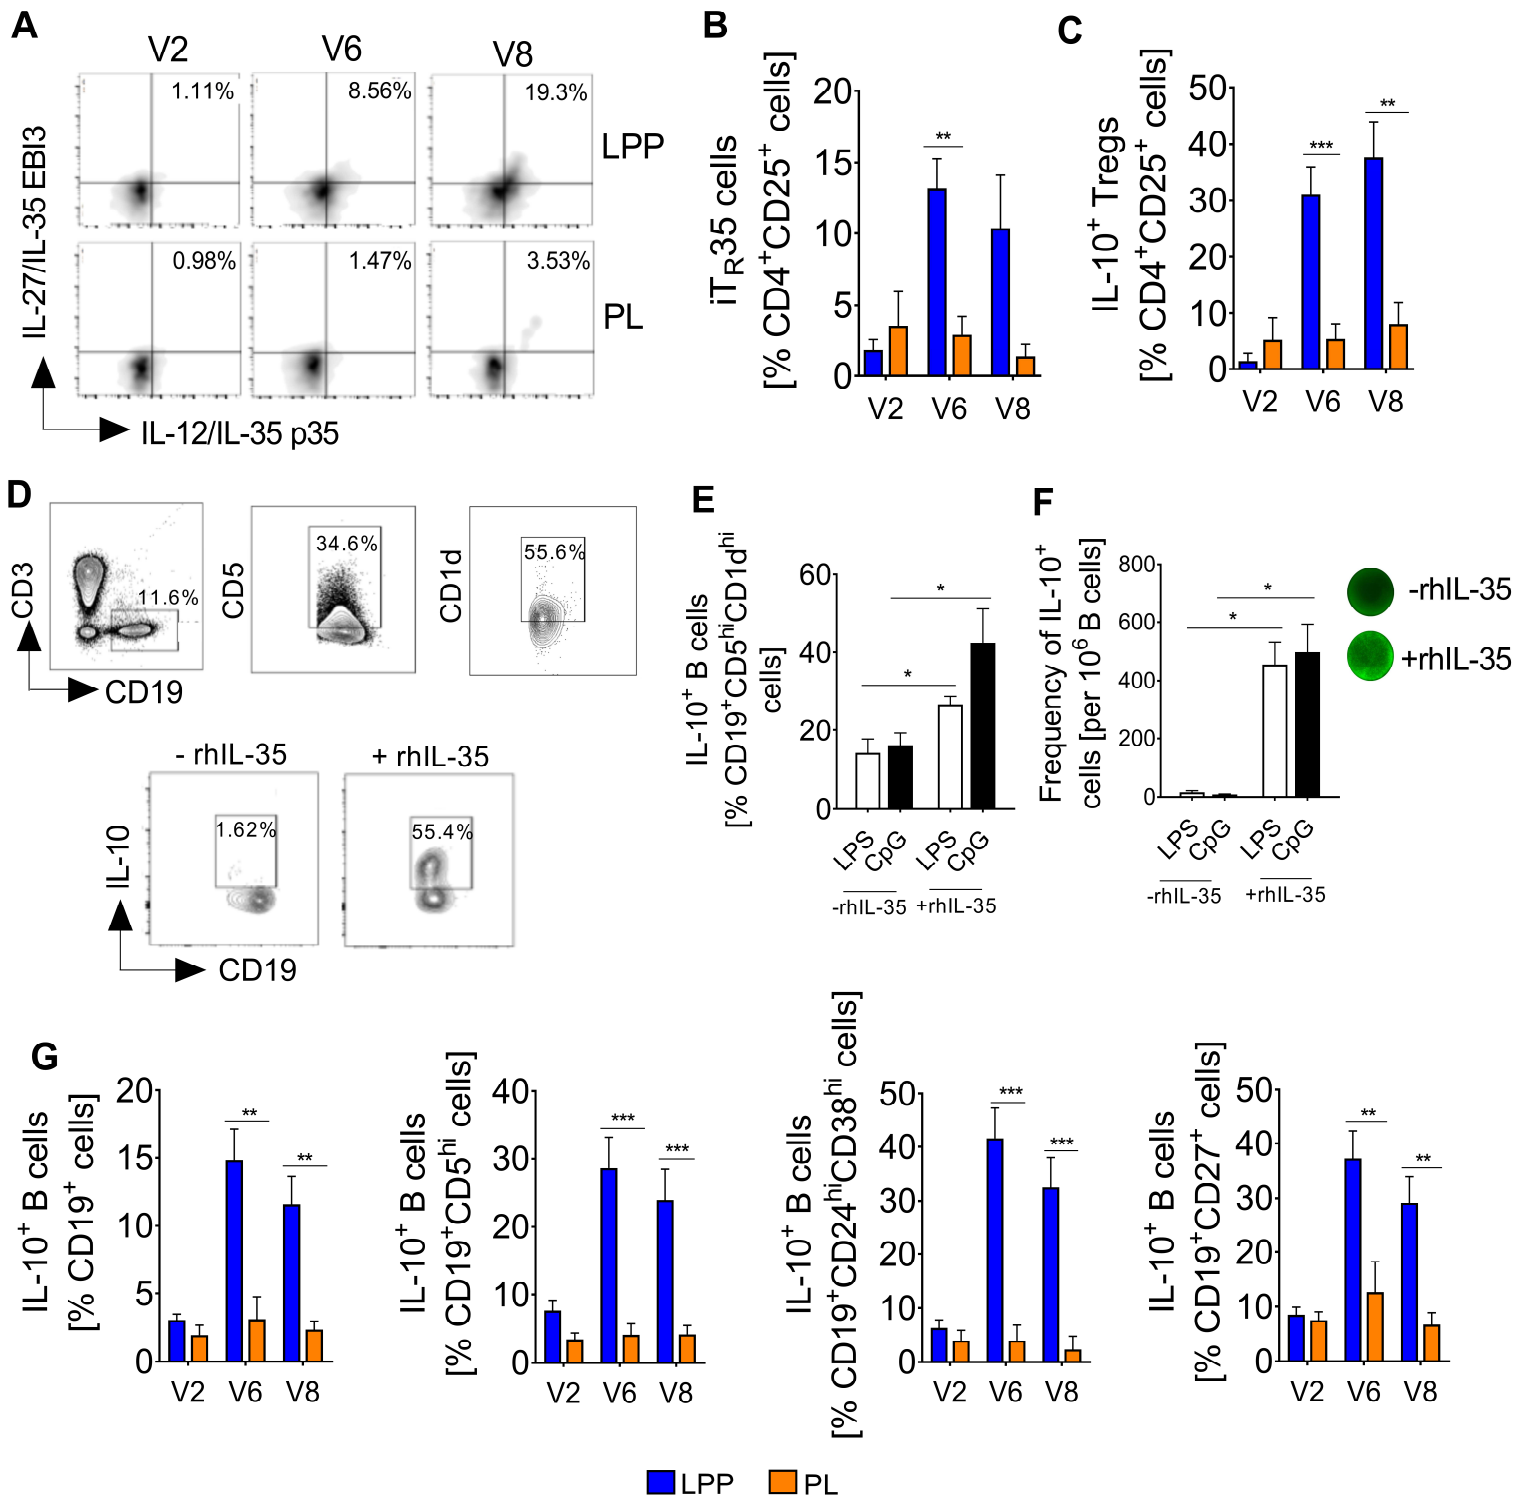 A
V2 V6 V8
1.11% 8.56% 19.3%
LPP
0.98% 1.47% 3.53%
PL
IL-27/IL-35 EBI3
IL-12/IL-35 p35
B
iTR35 cells
[% CD4+CD25+ cells]
20
15
10
5
0
**
V2 V6 V8
C
IL-10+ Tregs
[% CD4+CD25+ cells]
50
40
30
20
10
0
***
**
V2 V6 V8
D
CD3
11.6%
CD19
CD5
34.6%
CD1d
55.6%
- rhIL-35 + rhIL-35
1.62% 55.4%
IL-10
CD19
E
IL-10+ B cells
[% CD19+CD5hiCD1dhi
cells]
60
40
20
0
*
*
LPS CpG LPS CpG
-rhIL-35 +rhIL-35
F
Frequency of IL-10+
cells [per 106 B cells]
800
600
400
200
0
*
*
LPS CpG LPS CpG
-rhIL-35 +rhIL-35
-rhIL-35
+rhIL-35
G
IL-10+ B cells
[% CD19+ cells]
20
15
10
5
0
**
**
V2 V6 V8
IL-10+ B cells
[% CD19+CD5hi cells]
40
30
20
10
0
***
***
V2 V6 V8
IL-10+ B cells
[% CD19+CD24hiCD38hi cells]
50
40
30
20
10
0
***
***
V2 V6 V8
IL-10+ B cells
[% CD19+CD27+ cells]
50
40
30
20
10
0
**
**
V2 V6 V8
LPP PL